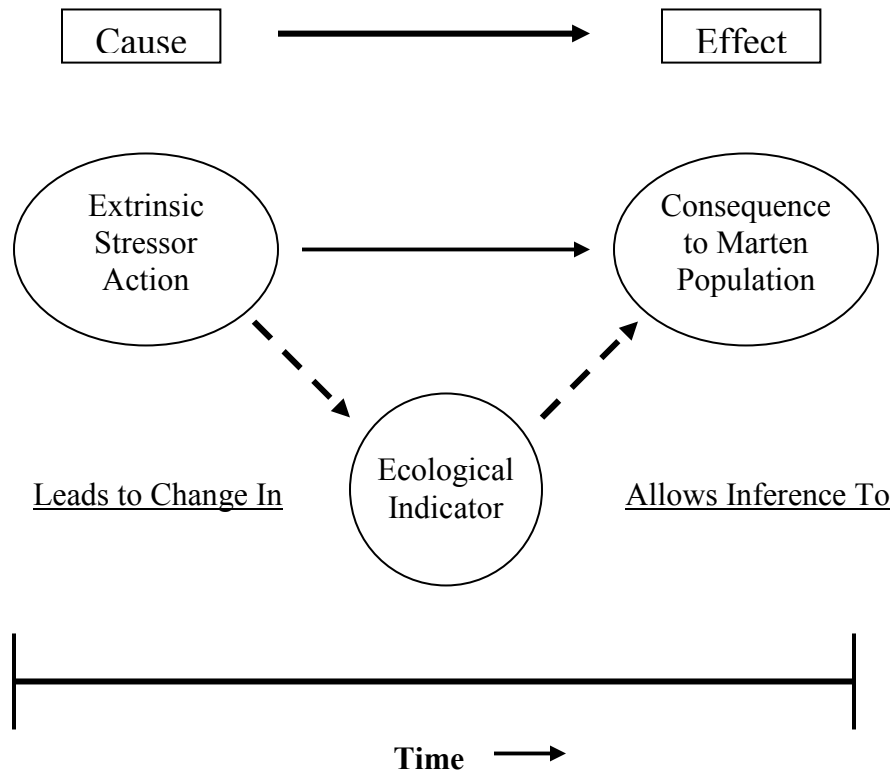 Cause
Effect
Extrinsic
Stressor
Action
Consequence
to Marten
Population
Ecological
Indicator
Leads to Change In
Allows Inference To
Time